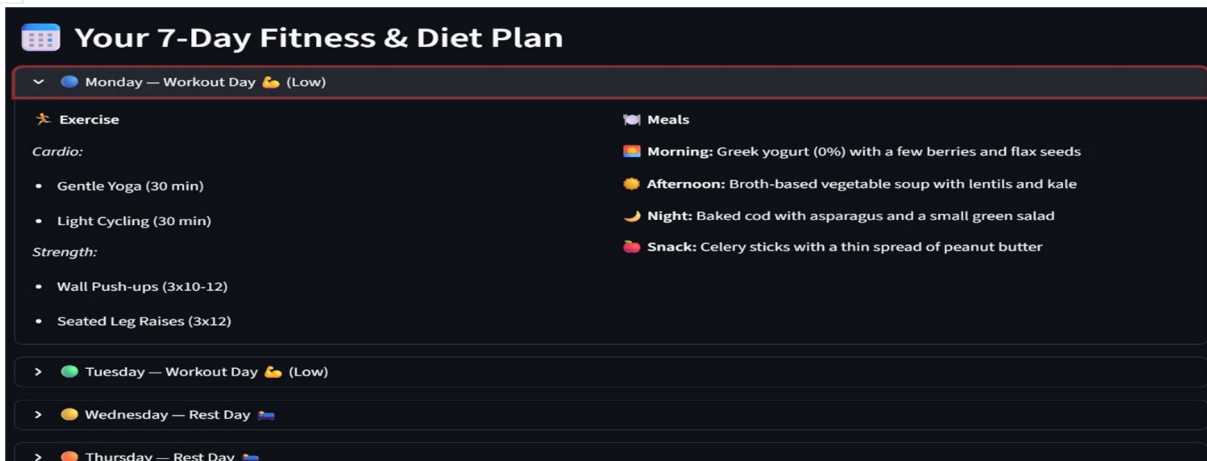 Your 7-Day Fitness & Diet Plan
Monday — Workout Day 💪 (Low)
Exercise
Cardio:
• Gentle Yoga (30 min)
• Light Cycling (30 min)
Strength:
• Wall Push-ups (3x10-12)
• Seated Leg Raises (3x12)
Meals
Morning: Greek yogurt (0%) with a few berries and flax seeds
Afternoon: Broth-based vegetable soup with lentils and kale
Night: Baked cod with asparagus and a small green salad
Snack: Celery sticks with a thin spread of peanut butter
Tuesday — Workout Day 💪 (Low)
Wednesday — Rest Day
Thursday — Rest Day